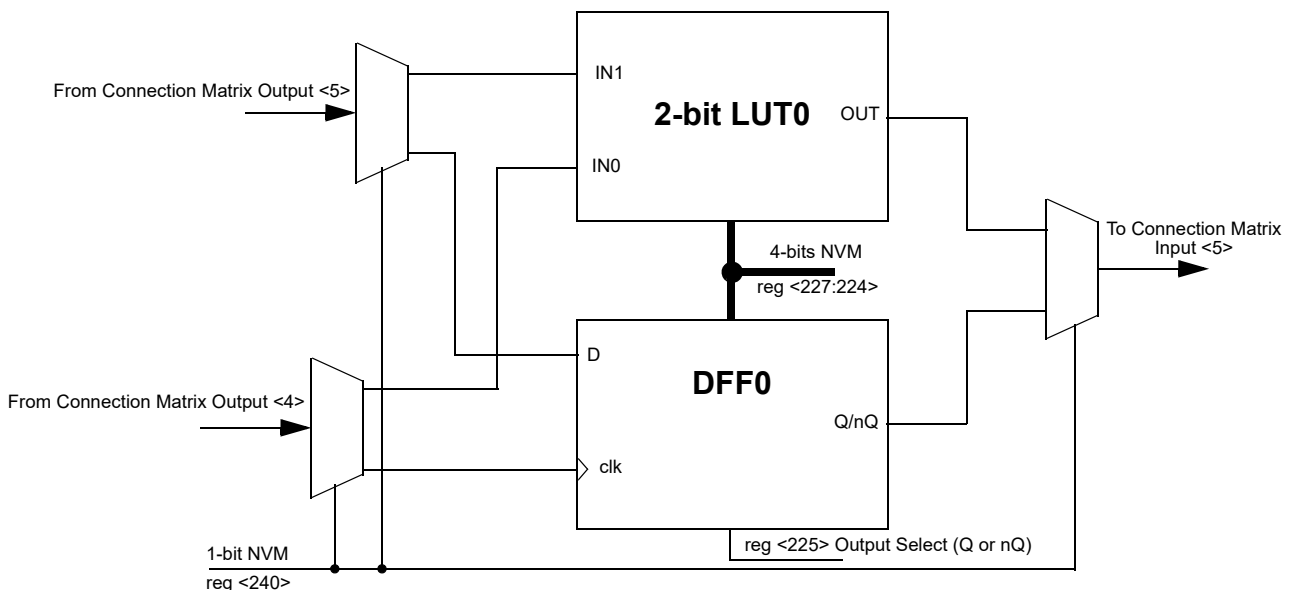 From Connection Matrix Output <5>
IN1
2-bit LUT0
OUT
IN0
To Connection Matrix
Input <5>
4-bits NVM
reg <227:224>
D
DFF0
From Connection Matrix Output <4>
Q/nQ
clk
reg <225> Output Select (Q or nQ)
1-bit NVM
reg <240>